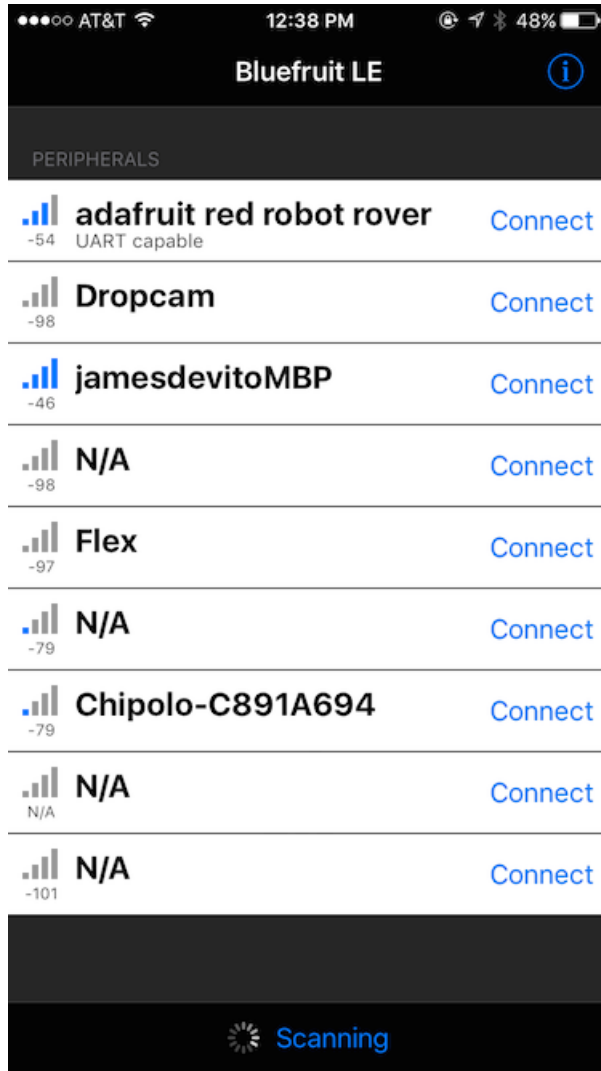 AT&T 12:38 PM 48%
Bluefruit LE
PERIPHERALS
adafruit red robot rover Connect
-54 UART capable
Dropcam Connect
-98
jamesdevitoMBP Connect
-46
N/A Connect
-98
Flex Connect
-97
N/A Connect
-79
Chipolo-C891A694 Connect
-79
N/A Connect
N/A
N/A Connect
-101
Scanning